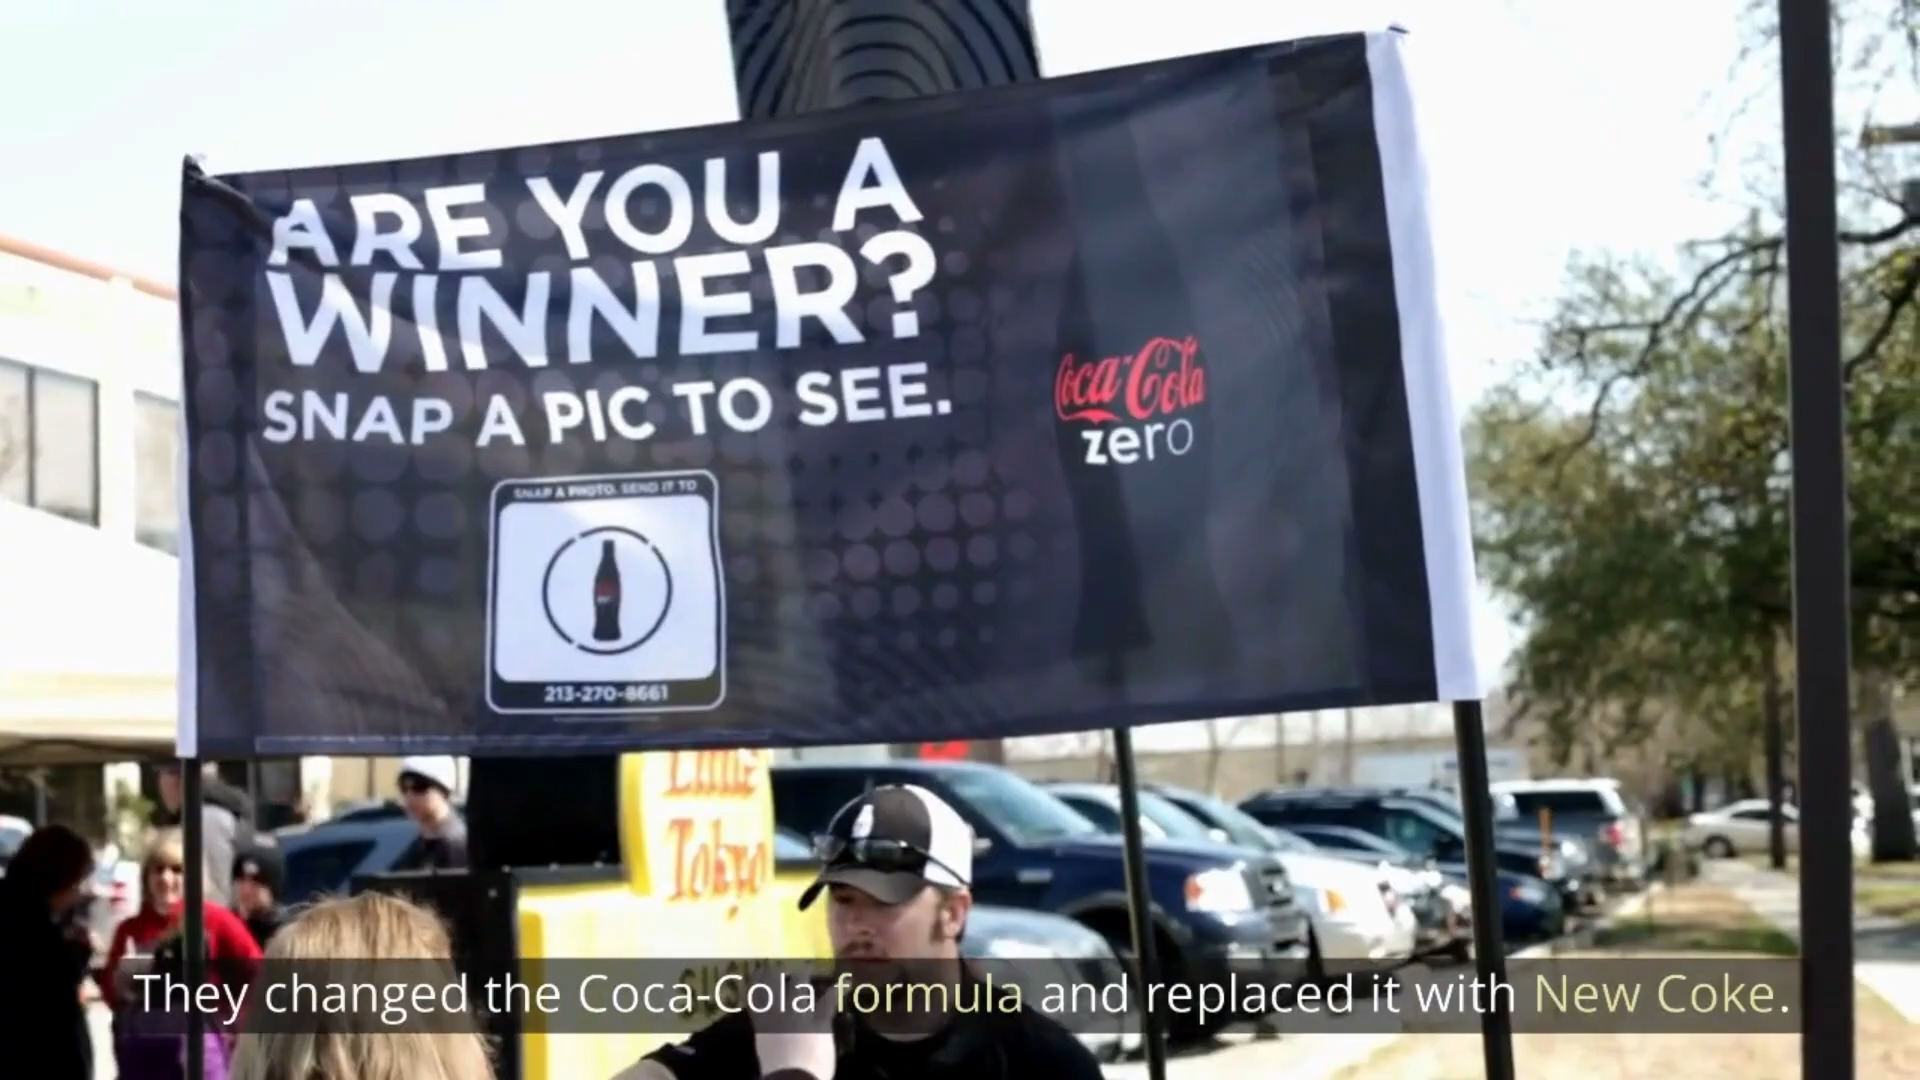 ARE YOU A
WINNER?
SNAP A PIC TO SEE.
Coca-Cola
zero
SNAP A PHOTO. SEND IT TO
213-270-8661
Little
Tokyo
They changed the Coca-Cola formula and replaced it with New Coke.